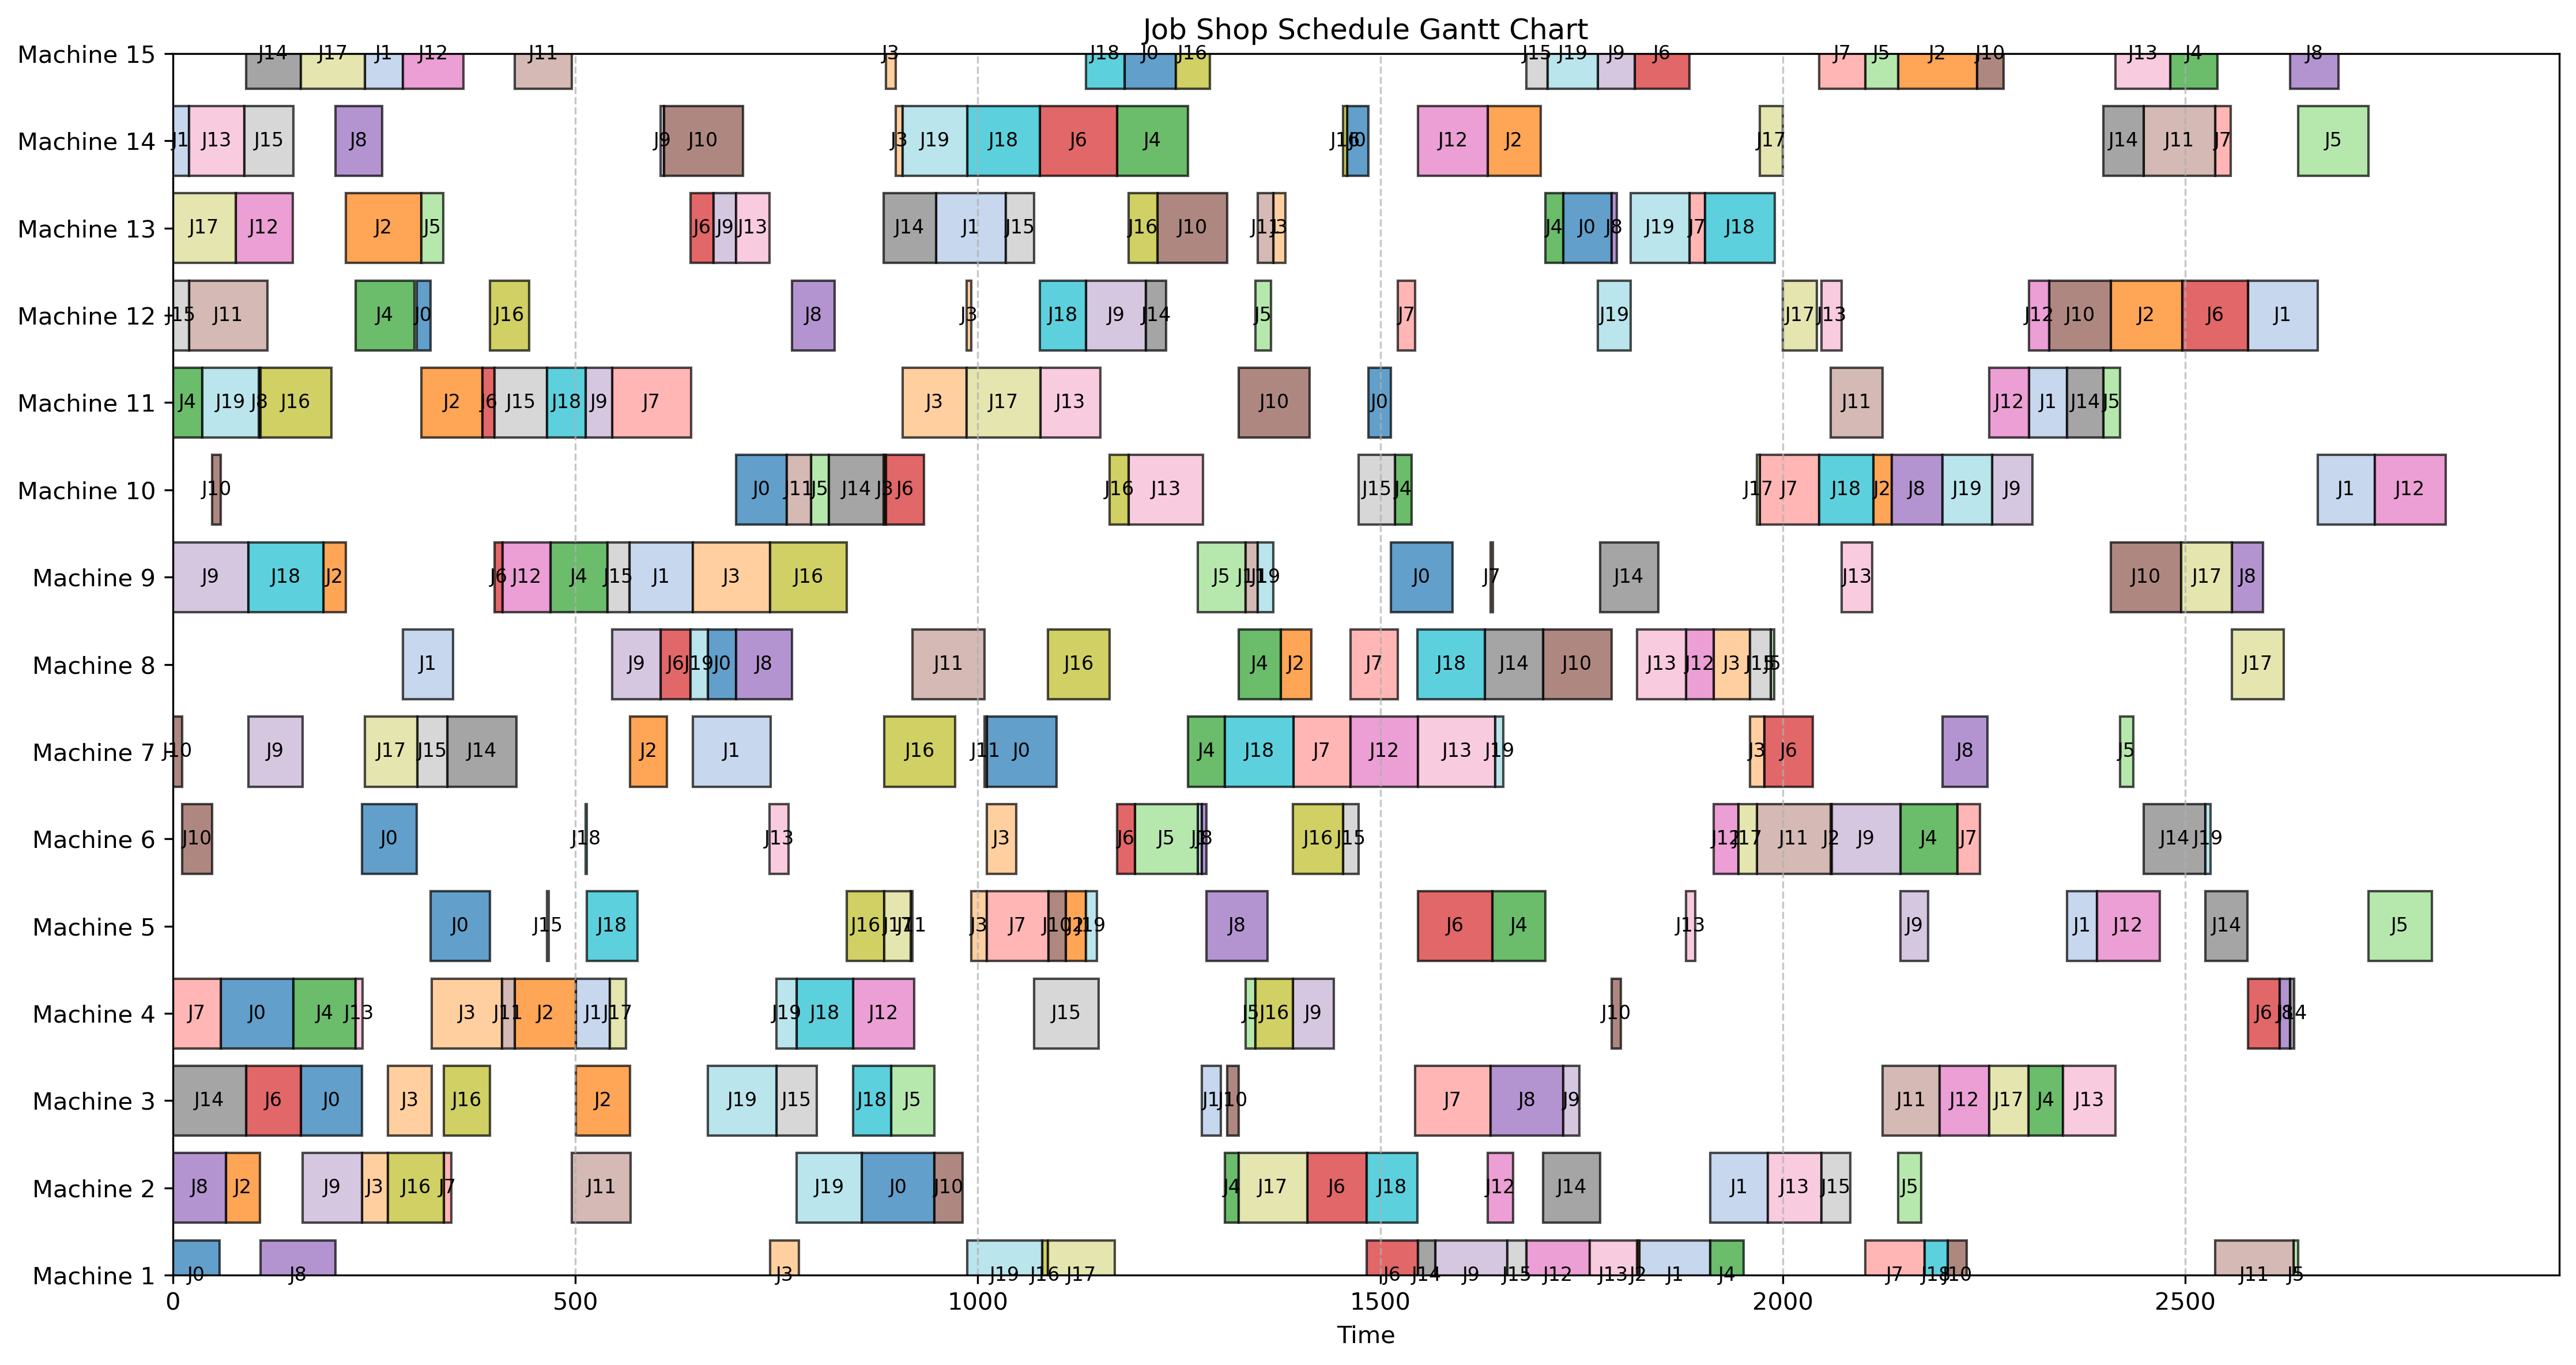 Job Shop Schedule Gantt Chart
Machine 15 J14 J17 J1 J12 J11 J3 J18 J0 J16 J15 J19 J9 J6 J7 J5 J2 J10 J13 J4 J8
Machine 14 J1 J13 J15 J8 J9 J10 J3 J19 J18 J6 J4 J16 J0 J12 J2 J17 J14 J11 J7 J5
Machine 13 J17 J12 J2 J5 J6 J9 J13 J14 J1 J15 J16 J10 J11 J3 J4 J0 J8 J19 J7 J18
Machine 12 J15 J11 J4 J0 J16 J8 J3 J18 J9 J14 J5 J7 J19 J17 J13 J12 J10 J2 J6 J1
Machine 11 J4 J19 J8 J16 J2 J6 J15 J18 J9 J7 J3 J17 J13 J10 J0 J11 J12 J1 J14 J5
Machine 10 J10 J0 J11 J5 J14 J3 J6 J16 J13 J15 J4 J17 J7 J18 J2 J8 J19 J9 J1 J12
Machine 9 J9 J18 J2 J6 J12 J4 J15 J1 J3 J16 J5 J11 J19 J0 J7 J14 J13 J10 J17 J8
Machine 8 J1 J9 J6 J19 J0 J8 J11 J16 J4 J2 J7 J18 J14 J10 J13 J12 J3 J15 J5 J17
Machine 7 J10 J9 J17 J15 J14 J2 J1 J16 J11 J0 J4 J18 J7 J12 J13 J19 J3 J6 J8 J5
Machine 6 J10 J0 J18 J13 J3 J6 J5 J1 J8 J16 J15 J12 J17 J11 J2 J9 J4 J7 J14 J19
Machine 5 J0 J15 J18 J16 J17 J11 J3 J7 J10 J2 J19 J8 J6 J4 J13 J9 J1 J12 J14 J5
Machine 4 J7 J0 J4 J13 J3 J11 J2 J1 J17 J19 J18 J12 J15 J5 J16 J9 J10 J6 J8 J14
Machine 3 J14 J6 J0 J3 J16 J2 J19 J15 J18 J5 J1 J10 J7 J8 J9 J11 J12 J17 J4 J13
Machine 2 J8 J2 J9 J3 J16 J7 J11 J19 J0 J10 J4 J17 J6 J18 J12 J14 J1 J13 J15 J5
Machine 1 J0 J8 J3 J19 J16 J17 J6 J14 J9 J15 J12 J13 J2 J1 J4 J7 J18 J10 J11 J5
0 500 1000 1500 2000 2500
Time